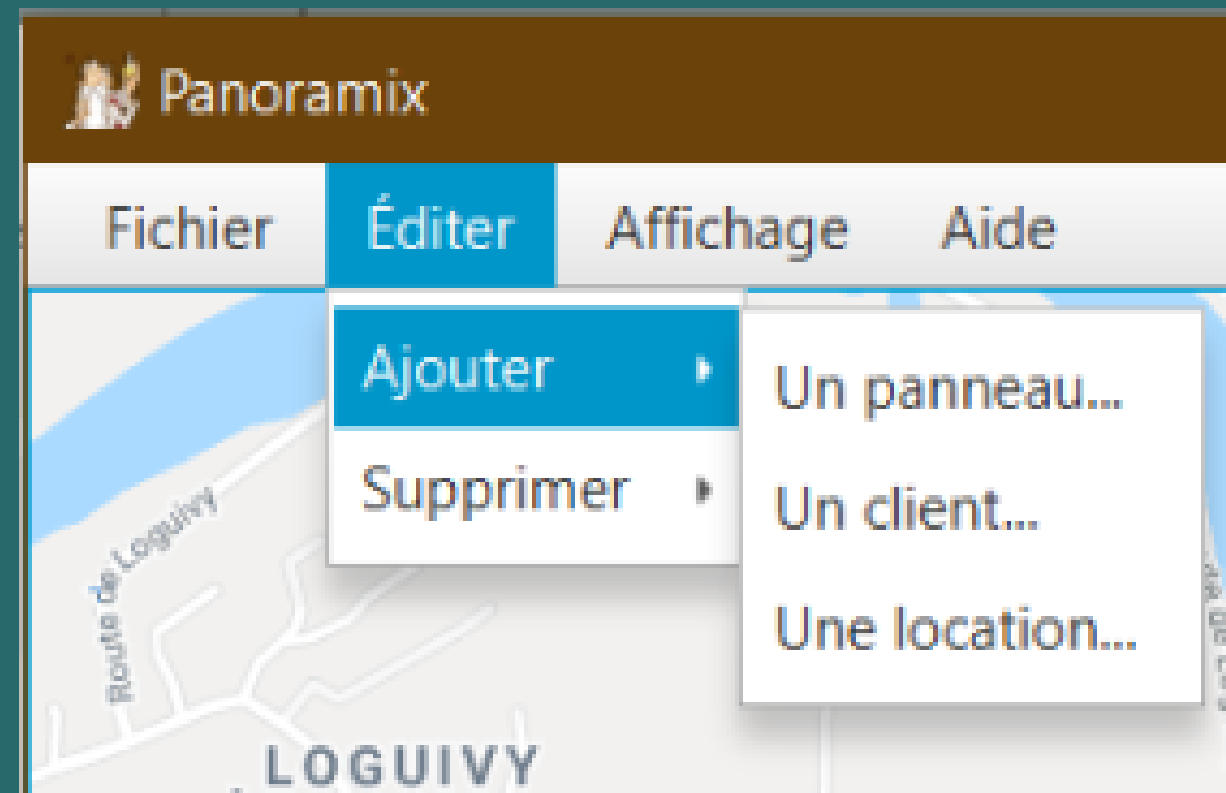 Panoramix
Fichier Éditer Affichage Aide
Ajouter
Supprimer
Un panneau...
Un client...
Une location...
Route de Loguivy
LOGUIVY